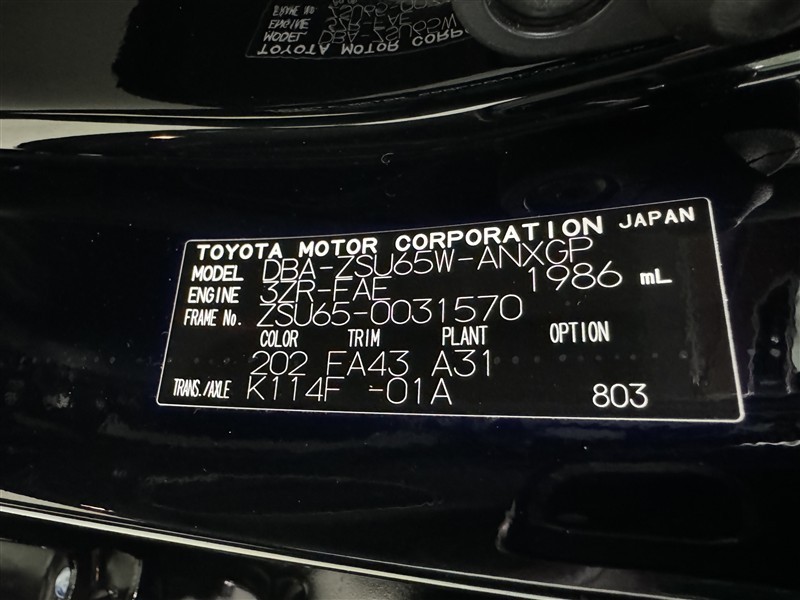 TOYOTA MOTOR CORPORATION JAPAN
MODEL DBA-ZSU65W-ANXGP
ENGINE 3ZR-FAE 1986 mL
FRAME No. ZSU65-0031570
COLOR TRIM PLANT OPTION
202 FA43 A31
TRANS./AXLE K114F -01A 803